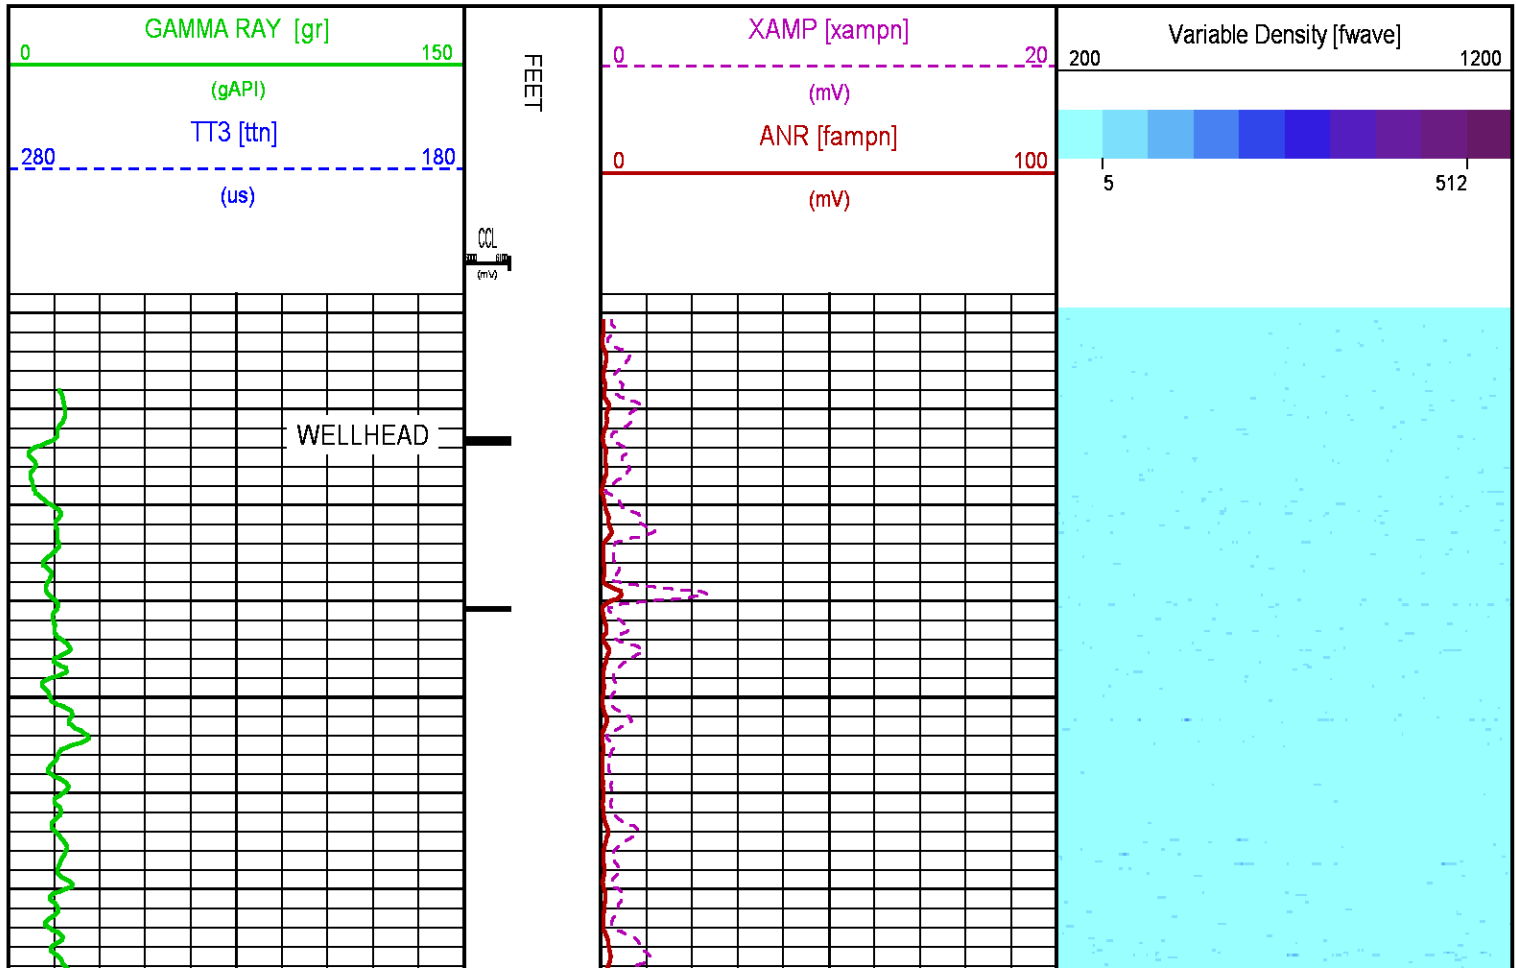 GAMMA RAY [gr]
0 150
(gAPI)
TT3 [ttn]
280 180
(us)
FEET
CCL
(mV)
XAMP [xampn]
0 20
(mV)
ANR [fampn]
0 100
(mV)
Variable Density [fwave]
200 1200
5 512
WELLHEAD